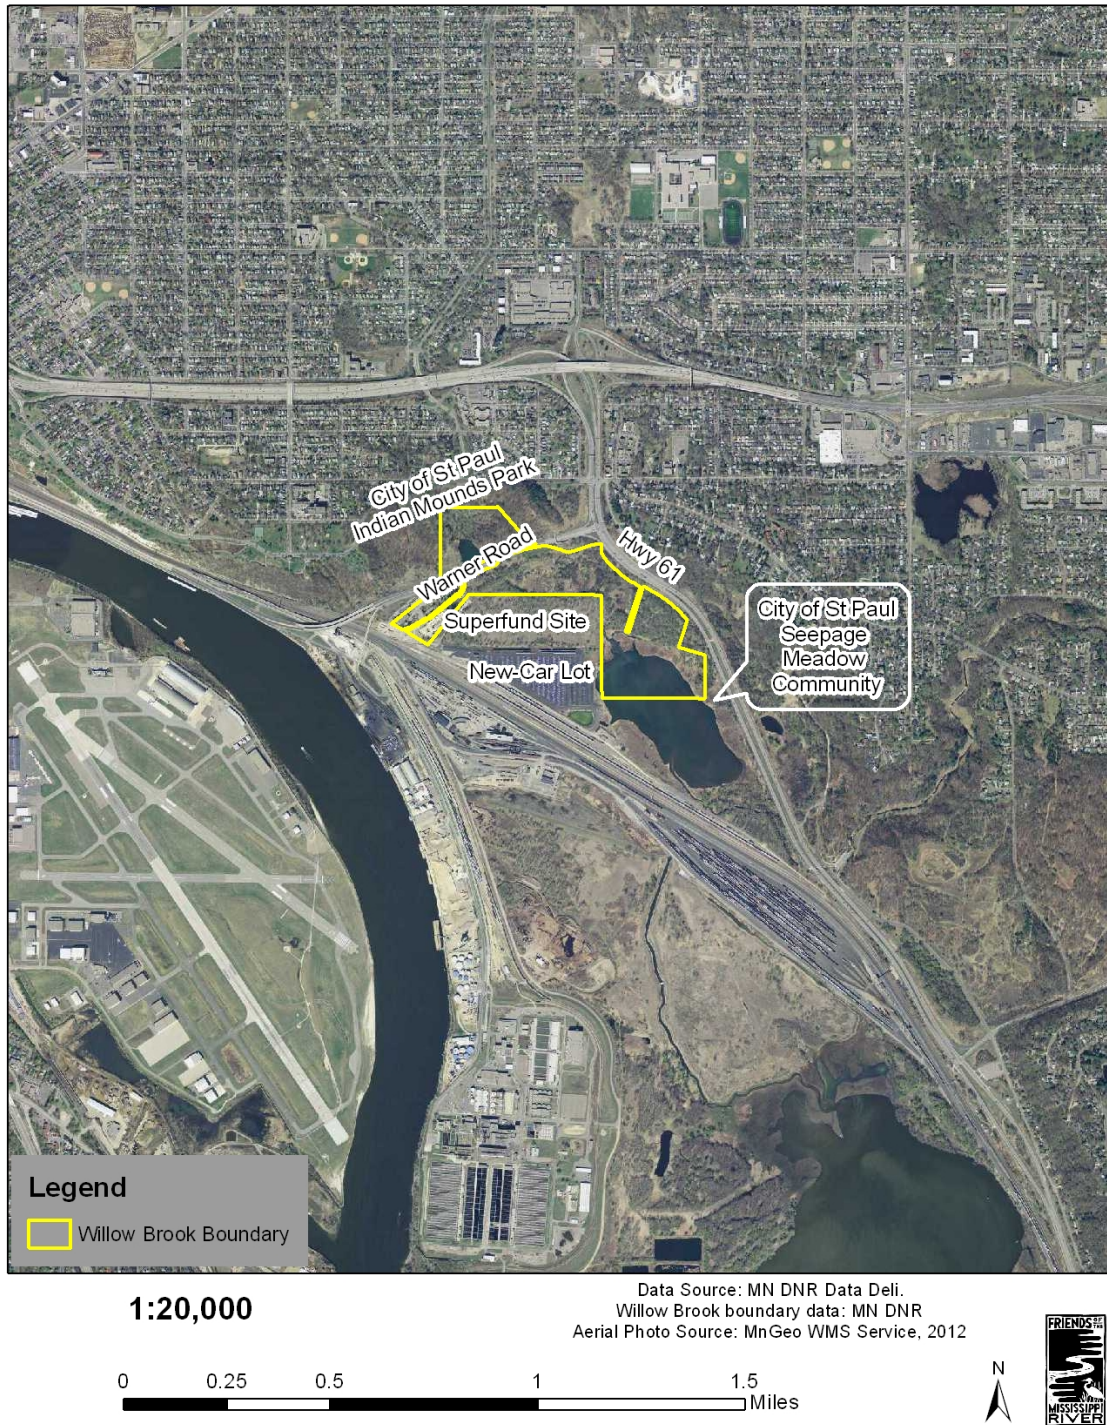 City of St Paul
Indian Mounds Park
Warner Road
Hwy 61
Superfund Site
New-Car Lot
City of St Paul
Seepage
Meadow
Community
Legend
Willow Brook Boundary
1:20,000
Data Source: MN DNR Data Deli.
Willow Brook boundary data: MN DNR
Aerial Photo Source: MnGeo WMS Service, 2012
0 0.25 0.5 1 1.5
Miles
N
FRIENDS OF THE
MISSISSIPPI
RIVER